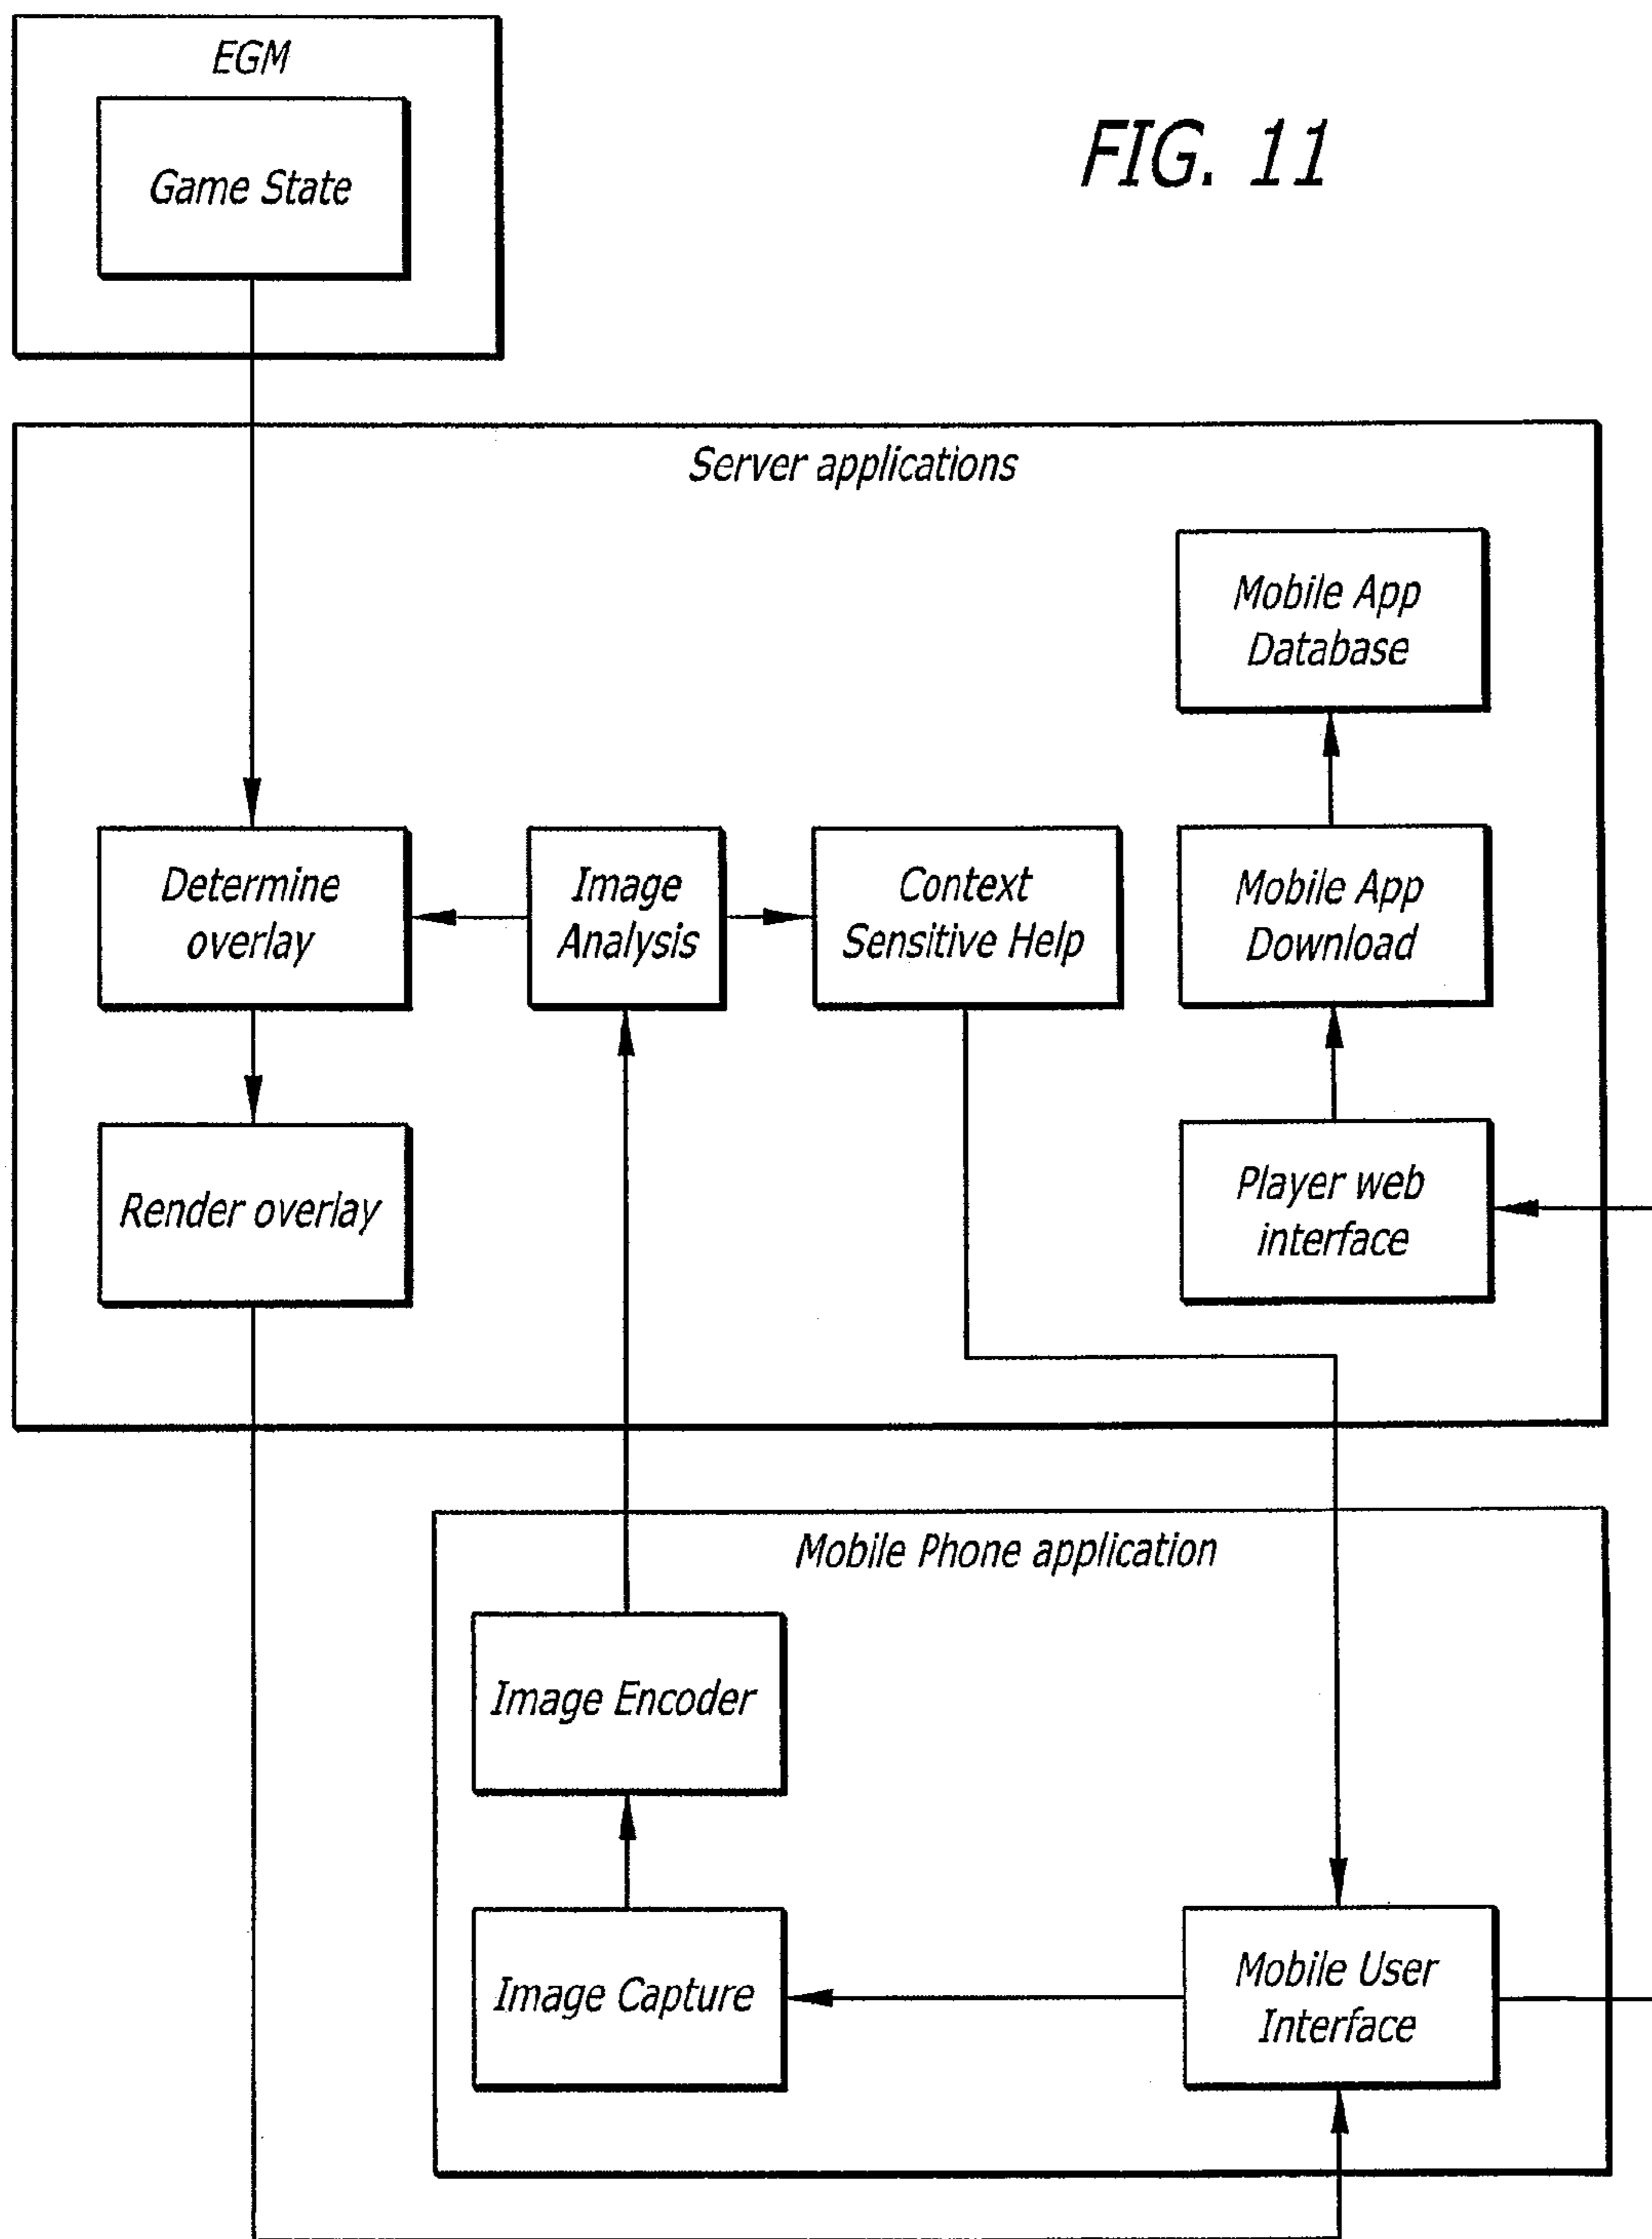 EGM
Game State
FIG. 11
Server applications
Mobile App
Database
Determine
overlay
Image
Analysis
Context
Sensitive Help
Mobile App
Download
Render overlay
Player web
interface
Mobile Phone application
Image Encoder
Image Capture
Mobile User
Interface